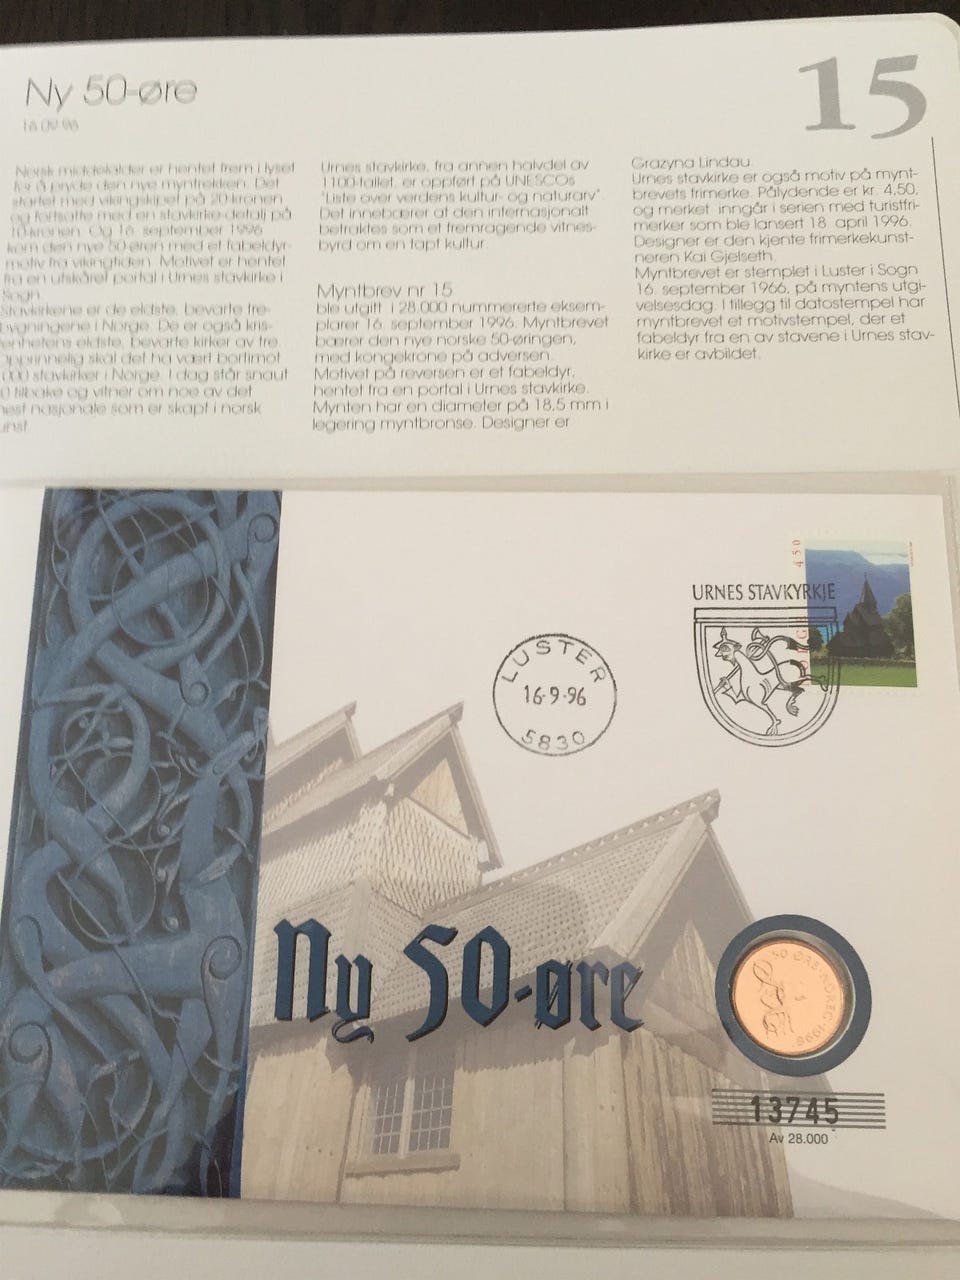 Ny 50-øre
16.09.96
15
Norsk middelalder er hentet frem i lyset
for å pryde den nye myntrekken. Det
startet med vikingskipet på 20-kronen
og fortsatte med en stavkirke-detalj på
10-kronen. Og 16. september 1996
kom den nye 50-øren med et fabeldyr-
motiv fra vikingtiden. Motivet er hentet
fra en utskåret portal i Urnes stavkirke i
Sogn.
Stavkirkene er de eldste, bevarte tre-
bygningene i Norge. De er også kris-
enhetens eldste, bevarte kirker av tre.
Opprinnelig skal det ha vært bortimot
000 stavkirker i Norge. I dag står snaut
0 tilbake og vitner om noe av det
nest nasjonale som er skapt i norsk
unst.
Urnes stavkirke, fra annen halvdel av
1100-tallet, er oppført på UNESCOs
"Liste over verdens kultur- og naturarv".
Det innebærer at den internasjonalt
betraktes som et fremragende vitnes-
byrd om en tapt kultur.
Myntbrev nr 15
ble utgitt i 28.000 nummererte eksem-
plarer 16. september 1996. Myntbrevet
bærer den nye norske 50-øringen,
med kongekrone på adversen.
Motivet på reversen er et fabeldyr,
hentet fra en portal i Urnes stavkirke.
Mynten har en diameter på 18,5 mm i
legering myntbronse. Designer er
Grazyna Lindau.
Urnes stavkirke er også motiv på mynt-
brevets frimerke. Pålydende er kr. 4,50,
og merket inngår i serien med turistfri-
merker som ble lansert 18. april 1996.
Designer er den kjente frimerkekunst-
neren Kai Gjelseth.
Myntbrevet er stemplet i Luster i Sogn
16. september 1966, på myntens utgi-
velsesdag. I tillegg til datostempel har
myntbrevet et motivstempel, der et
fabeldyr fra en av stavene i Urnes stav-
kirke er avbildet.
450
NOREG
URNES STAVKYRKJE
LUSTER
16-9-96
5830
Ny 50-øre
50 ØRE · NOREG · 1996
13745
Av 28.000